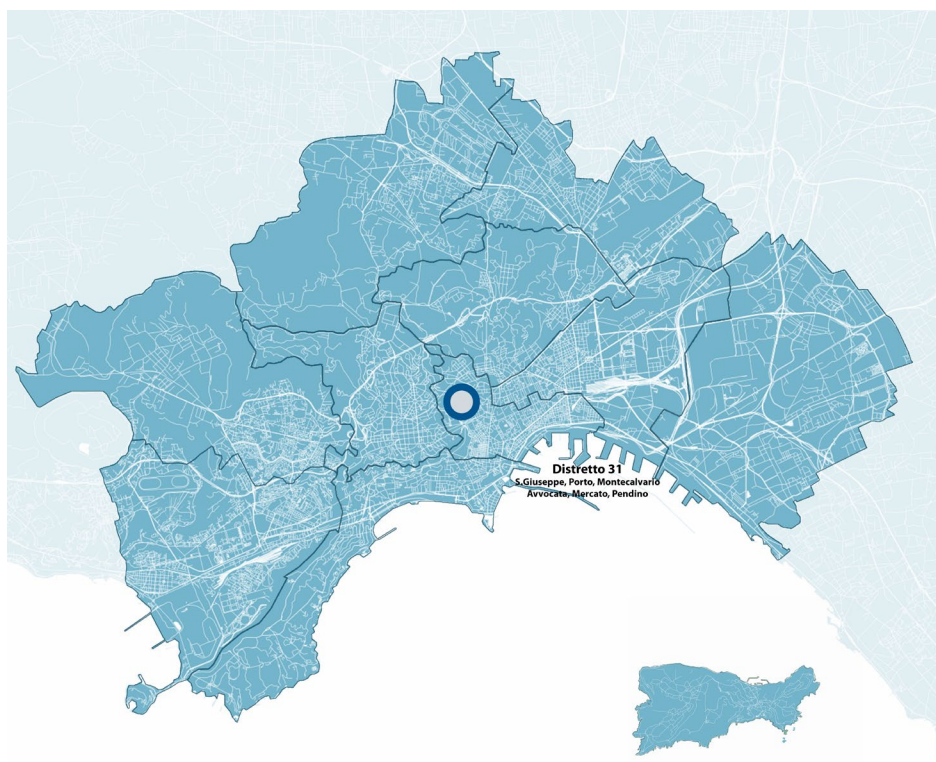 Distretto 31
S.Giuseppe, Porto, Montecalvario
Avvocata, Mercato, Pendino